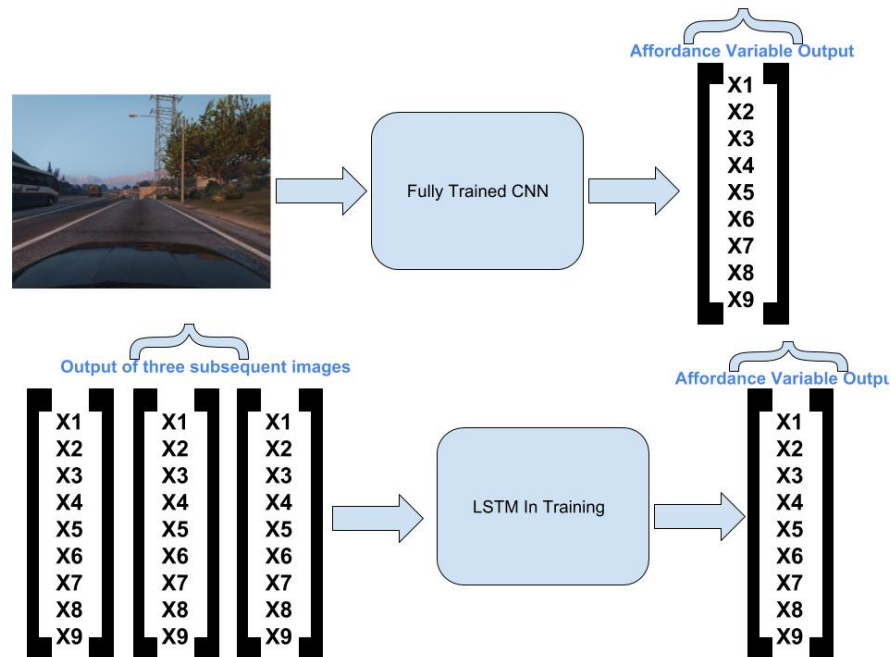 Affordance Variable Output
X1
X2
X3
X4
X5
X6
X7
X8
X9
Fully Trained CNN
Output of three subsequent images
X1 X1 X1
X2 X2 X2
X3 X3 X3
X4 X4 X4
X5 X5 X5
X6 X6 X6
X7 X7 X7
X8 X8 X8
X9 X9 X9
LSTM In Training
Affordance Variable Outpu
X1
X2
X3
X4
X5
X6
X7
X8
X9